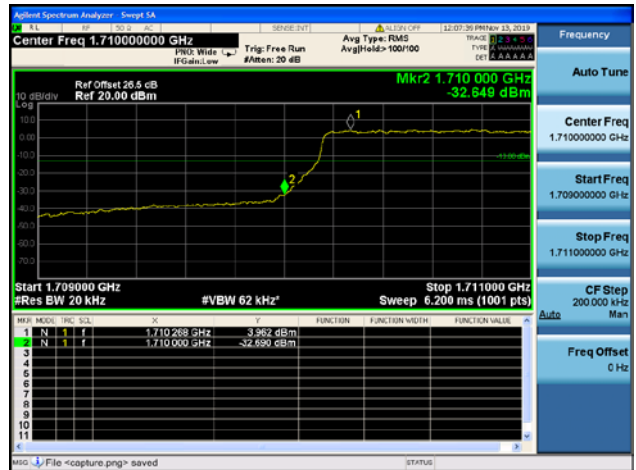 Agilent Spectrum Analyzer - Swept SA
RL RF 50 Ω AC SENSE:INT ALIGN OFF 12:07:39 PM Nov 13, 2019
Center Freq 1.710000000 GHz
PNO: Wide Trig: Free Run Avg Type: RMS TRACE 1 2 3 4 5 6
IFGain:Low #Atten: 20 dB Avg|Hold:>100/100 TYPE
DET A A A A A A
Ref Offset 26.5 dB Mkr2 1.710 000 GHz
10 dB/div Ref 20.00 dBm -32.649 dBm
Log
10.0
0.00
-10.0
-20.0
-30.0
-40.0
-50.0
-60.0
-70.0
1
2
-13.00 dBm
Start 1.709000 GHz Stop 1.711000 GHz
#Res BW 20 kHz #VBW 62 kHz* Sweep 6.200 ms (1001 pts)
MKR MODE TRC SCL X Y FUNCTION FUNCTION WIDTH FUNCTION VALUE
1 N 1 f 1.710 268 GHz 3.962 dBm
2 N 1 f 1.710 000 GHz -32.690 dBm
3
4
5
6
7
8
9
10
11
MSG File <capture.png> saved STATUS
Frequency
Auto Tune
Center Freq
1.710000000 GHz
Start Freq
1.709000000 GHz
Stop Freq
1.711000000 GHz
CF Step
200.000 kHz
Auto Man
Freq Offset
0 Hz